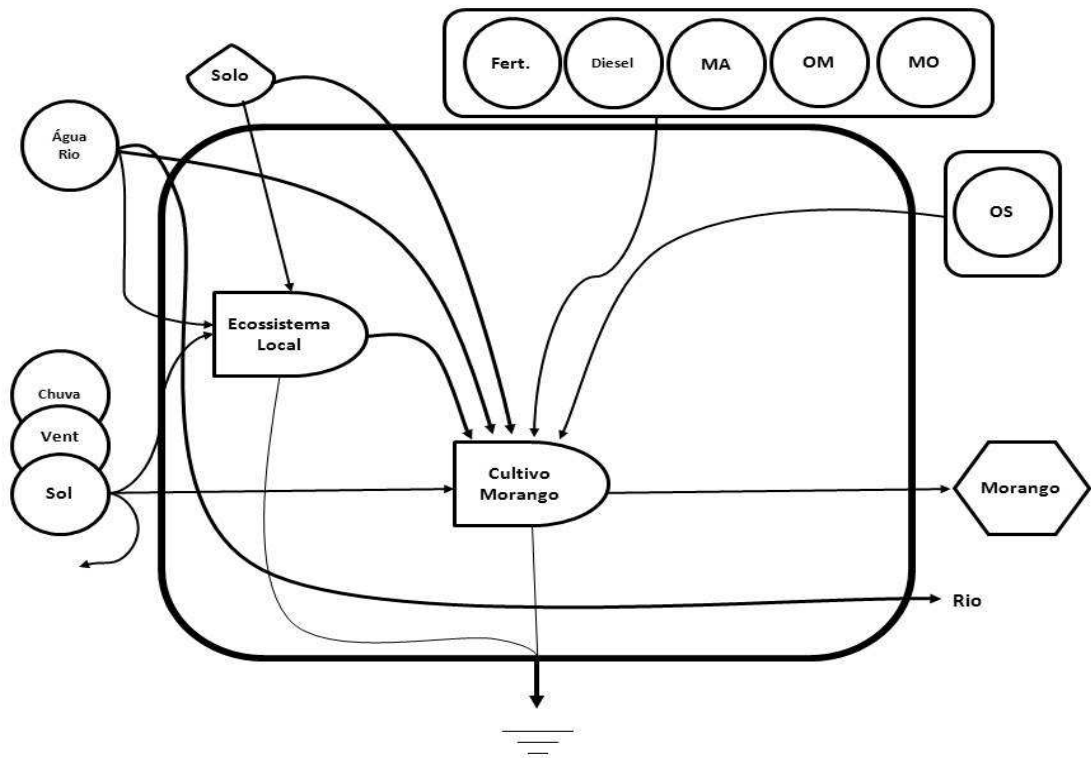 Solo
Fert.
Diesel
MA
OM
MO
Água
Rio
OS
Ecossistema
Local
Chuva
Vent
Sol
Cultivo
Morango
Morango
Rio